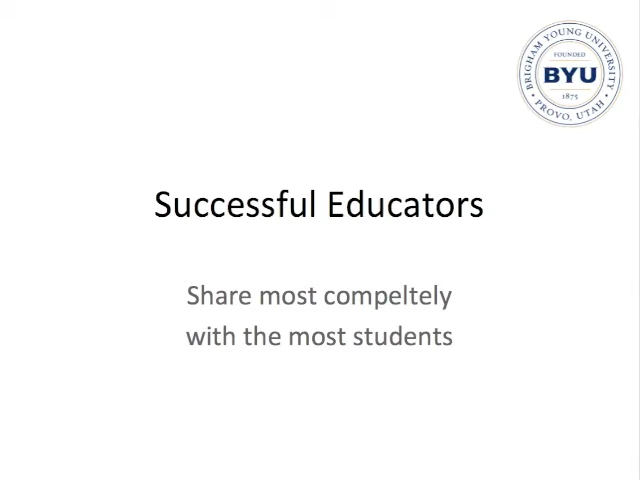 BRIGHAM YOUNG UNIVERSITY
FOUNDED
BYU
1875
PROVO, UTAH
Successful Educators
Share most compeltely
with the most students